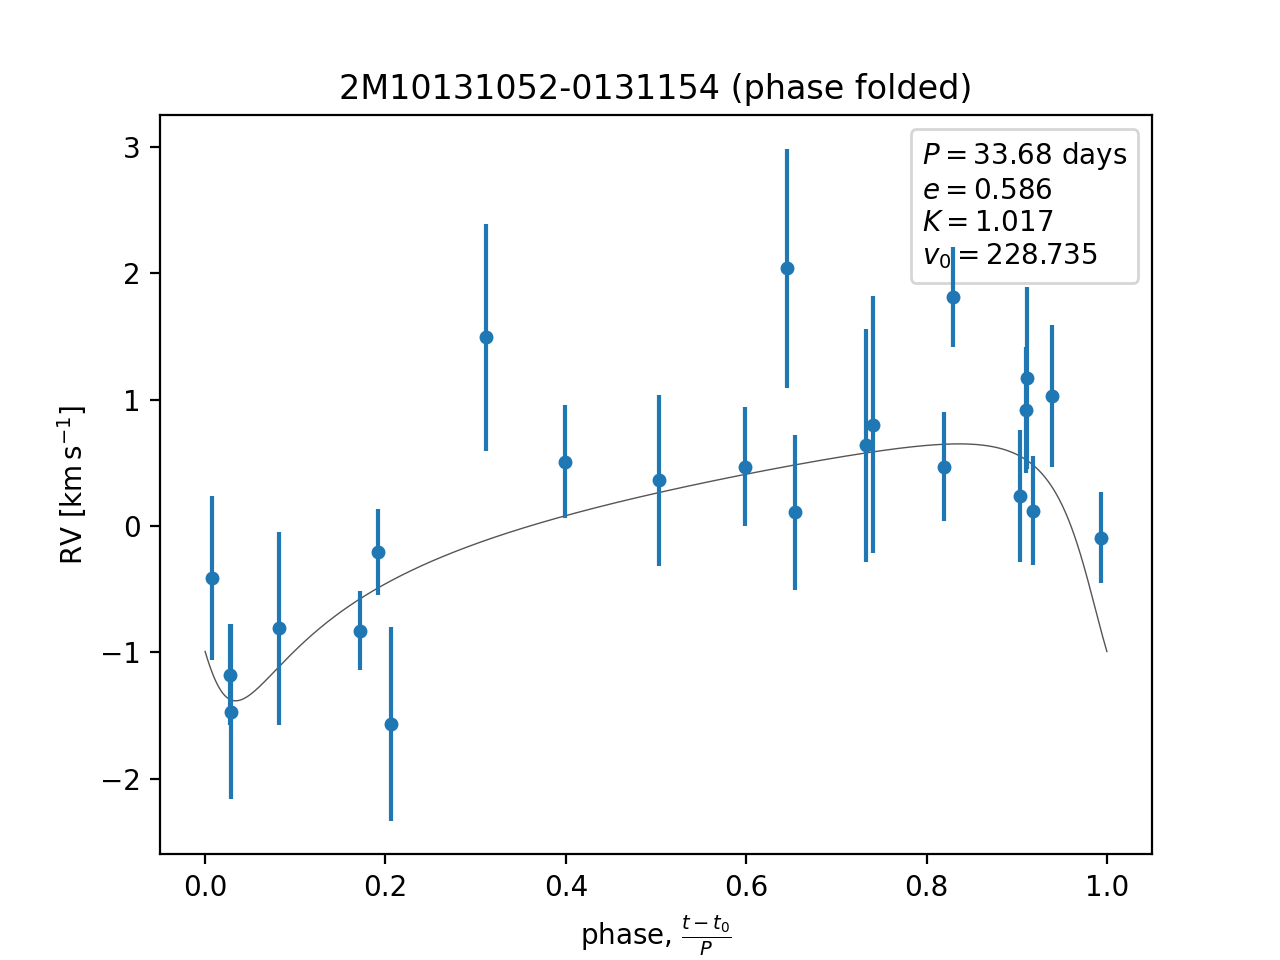 2M10131052-0131154 (phase folded)
P = 33.68 days
e = 0.586
K = 1.017
v₀ = 228.735
RV [km s⁻¹]
3
2
1
0
−1
−2
0.0 0.2 0.4 0.6 0.8 1.0
phase, (t − t₀)/P